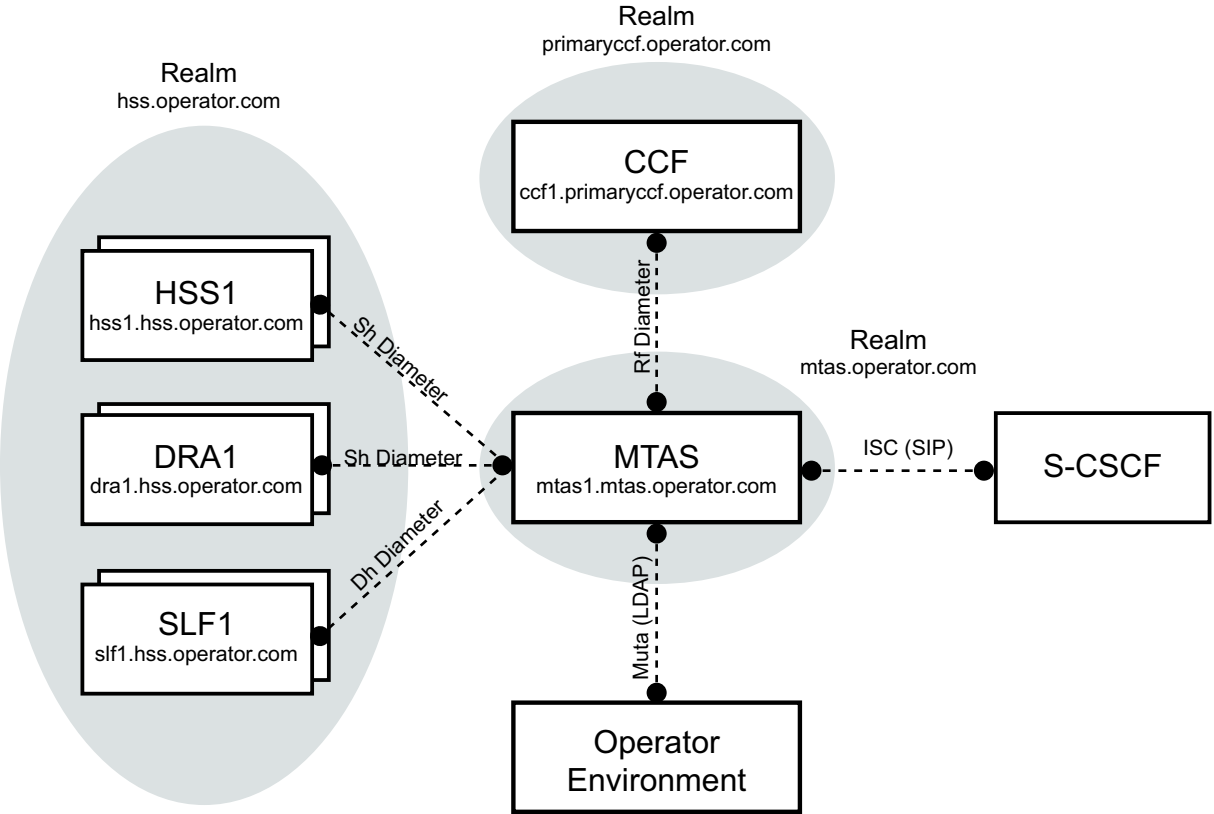 Realm
primaryccf.operator.com
Realm
hss.operator.com
CCF
ccf1.primaryccf.operator.com
HSS1
hss1.hss.operator.com
Sh Diameter
Rf Diameter
Realm
mtas.operator.com
DRA1
dra1.hss.operator.com
Sh Diameter
MTAS
mtas1.mtas.operator.com
ISC (SIP)
S-CSCF
Dh Diameter
SLF1
slf1.hss.operator.com
Muta (LDAP)
Operator
Environment